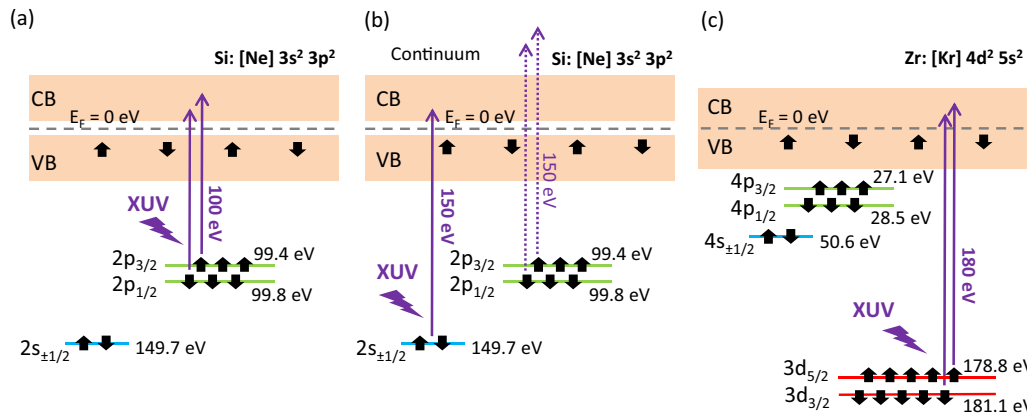 (a)
Si: [Ne] 3s² 3p²
CB
E_F = 0 eV
VB
100 eV
XUV
2p₃/₂
99.4 eV
2p₁/₂
99.8 eV
2s±₁/₂
149.7 eV
(b)
Continuum
Si: [Ne] 3s² 3p²
CB
E_F = 0 eV
VB
150 eV
150 eV
XUV
2p₃/₂
99.4 eV
2p₁/₂
99.8 eV
2s±₁/₂
149.7 eV
(c)
Zr: [Kr] 4d² 5s²
CB
E_F = 0 eV
VB
4p₃/₂
27.1 eV
4p₁/₂
28.5 eV
4s±₁/₂
50.6 eV
180 eV
XUV
3d₅/₂
178.8 eV
3d₃/₂
181.1 eV